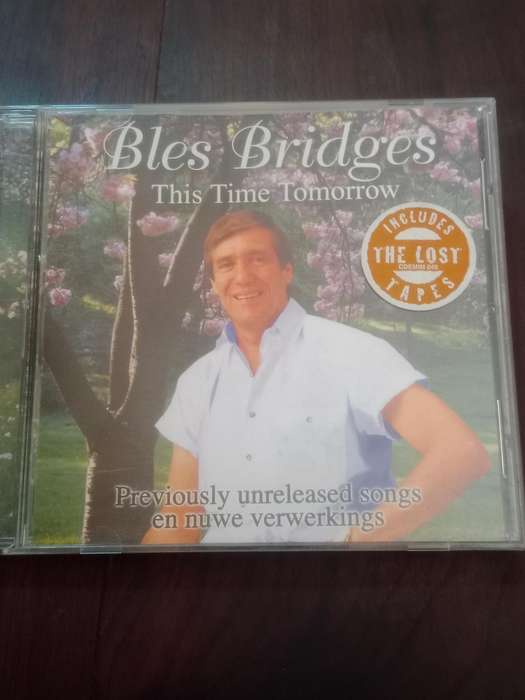 Bles Bridges
This Time Tomorrow
INCLUDES
THE LOST
TAPES
Previously unreleased songs
en nuwe verwerkings